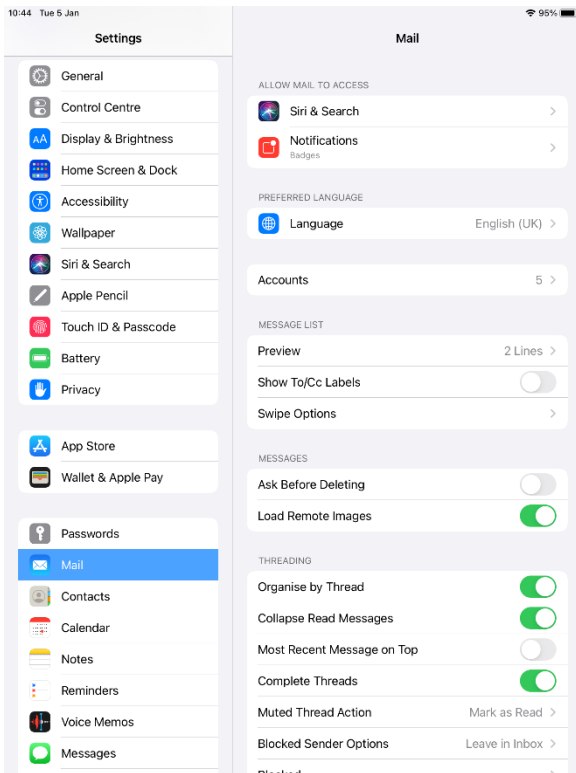 10:44 Tue 5 Jan
95%
Settings
General
Control Centre
AA Display & Brightness
Home Screen & Dock
Accessibility
Wallpaper
Siri & Search
Apple Pencil
Touch ID & Passcode
Battery
Privacy
App Store
Wallet & Apple Pay
Passwords
Mail
Contacts
Calendar
Notes
Reminders
Voice Memos
Messages
Mail
ALLOW MAIL TO ACCESS
Siri & Search
Notifications
Badges
PREFERRED LANGUAGE
Language English (UK)
Accounts 5
MESSAGE LIST
Preview 2 Lines
Show To/Cc Labels
Swipe Options
MESSAGES
Ask Before Deleting
Load Remote Images
THREADING
Organise by Thread
Collapse Read Messages
Most Recent Message on Top
Complete Threads
Muted Thread Action Mark as Read
Blocked Sender Options Leave in Inbox